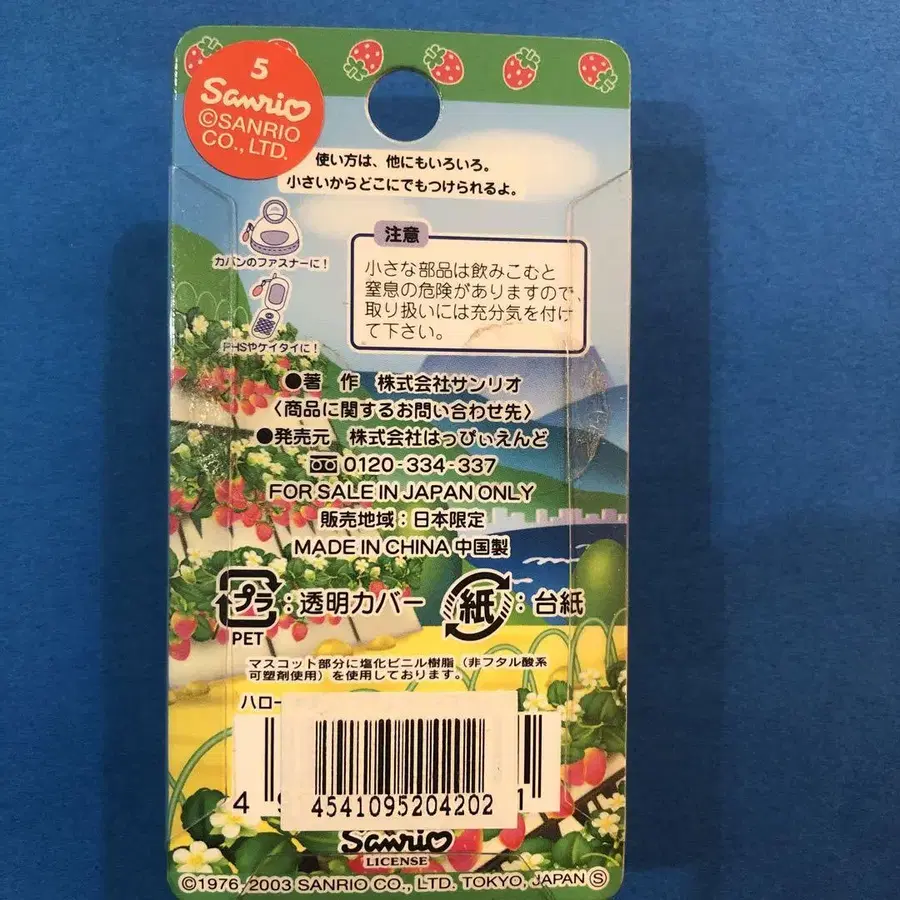 5
Sanrio
©SANRIO
CO., LTD.
使い方は、他にもいろいろ。
小さいからどこにでもつけられるよ。
カバンのファスナーに!
PHSやケイタイに!
注意
小さな部品は飲みこむと
窒息の危険がありますので、
取り扱いには充分気を付け
て下さい。
●著 作 株式会社サンリオ
〈商品に関するお問い合わせ先〉
●発売元 株式会社はっぴぃえんど
0120-334-337
FOR SALE IN JAPAN ONLY
販売地域：日本限定
MADE IN CHINA 中国製
プラ：透明カバー
PET
紙：台紙
マスコット部分に塩化ビニル樹脂（非フタル酸系
可塑剤使用）を使用しております。
ハロー
4541095204202
Sanrio
LICENSE
©1976, 2003 SANRIO CO., LTD. TOKYO, JAPAN Ⓢ